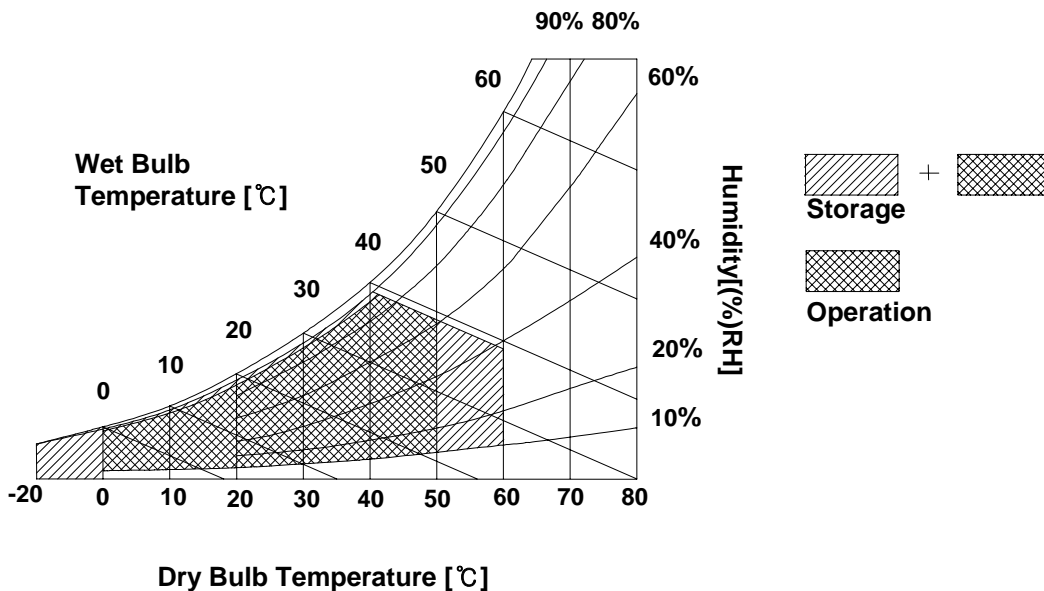 90% 80%
60
60%
50
Wet Bulb
Temperature [℃]
40
40%
30
20
20%
10
10%
0
Humidity[(%)RH]
+
Storage
Operation
-20 0 10 20 30 40 50 60 70 80
Dry Bulb Temperature [℃]